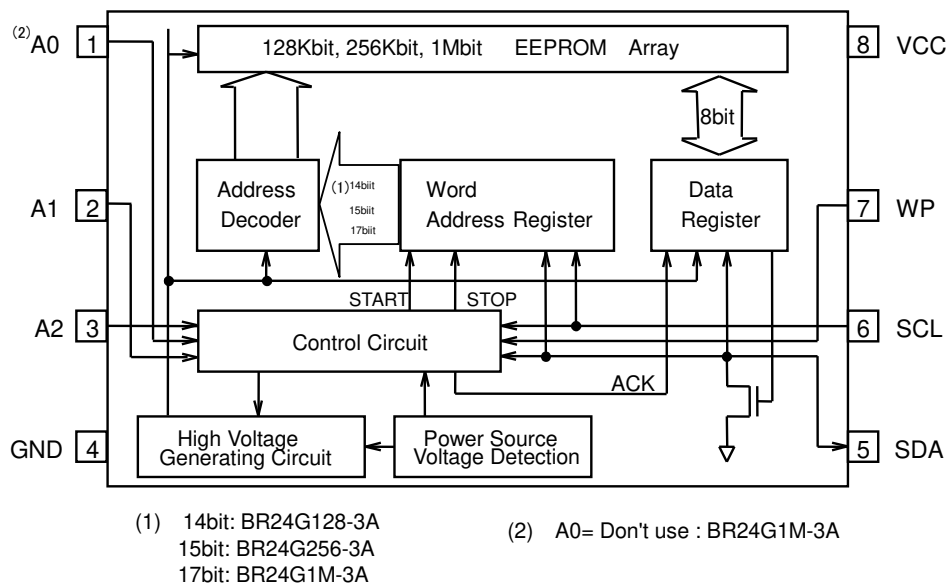 (2) A0 1
128Kbit, 256Kbit, 1Mbit EEPROM Array
8 VCC
8bit
A1 2
Address
Decoder
(1) 14biit
15biit
17biit
Word
Address Register
Data
Register
7 WP
START
STOP
A2 3
Control Circuit
6 SCL
ACK
GND 4
High Voltage
Generating Circuit
Power Source
Voltage Detection
5 SDA
(1) 14bit: BR24G128-3A
15bit: BR24G256-3A
17bit: BR24G1M-3A
(2) A0= Don't use : BR24G1M-3A